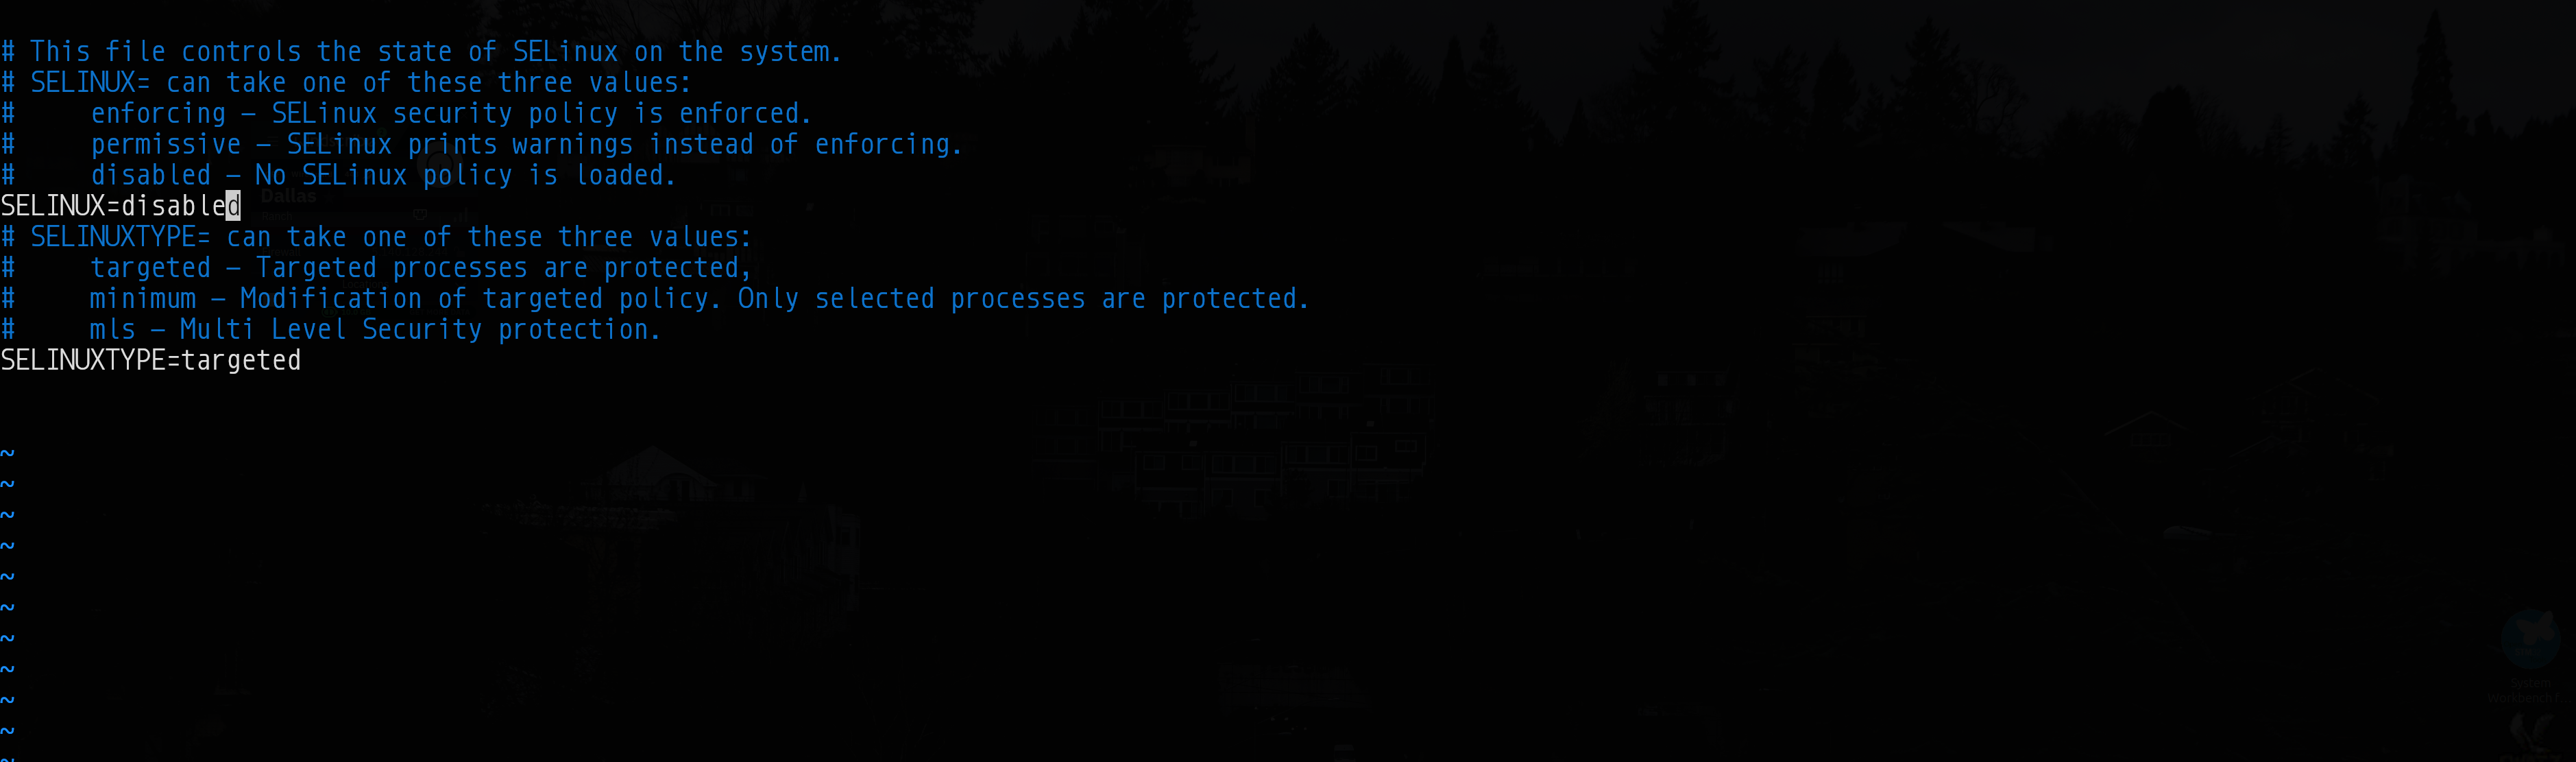 # This file controls the state of SELinux on the system.
# SELINUX= can take one of these three values:
#     enforcing - SELinux security policy is enforced.
#     permissive - SELinux prints warnings instead of enforcing.
#     disabled - No SELinux policy is loaded.
SELINUX=disabled
# SELINUXTYPE= can take one of these three values:
#     targeted - Targeted processes are protected,
#     minimum - Modification of targeted policy. Only selected processes are protected.
#     mls - Multi Level Security protection.
SELINUXTYPE=targeted
~
~
~
~
~
~
~
~
~
~
~
Dallas
System